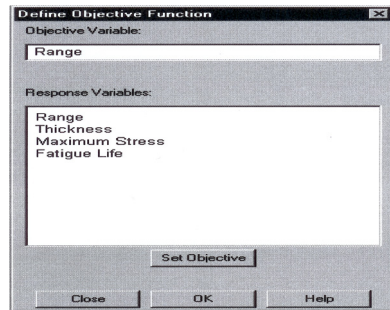 Define Objective Function
Objective Variable:
Range
Response Variables:
Range
Thickness
Maximum Stress
Fatigue Life
Set Objective
Close OK Help